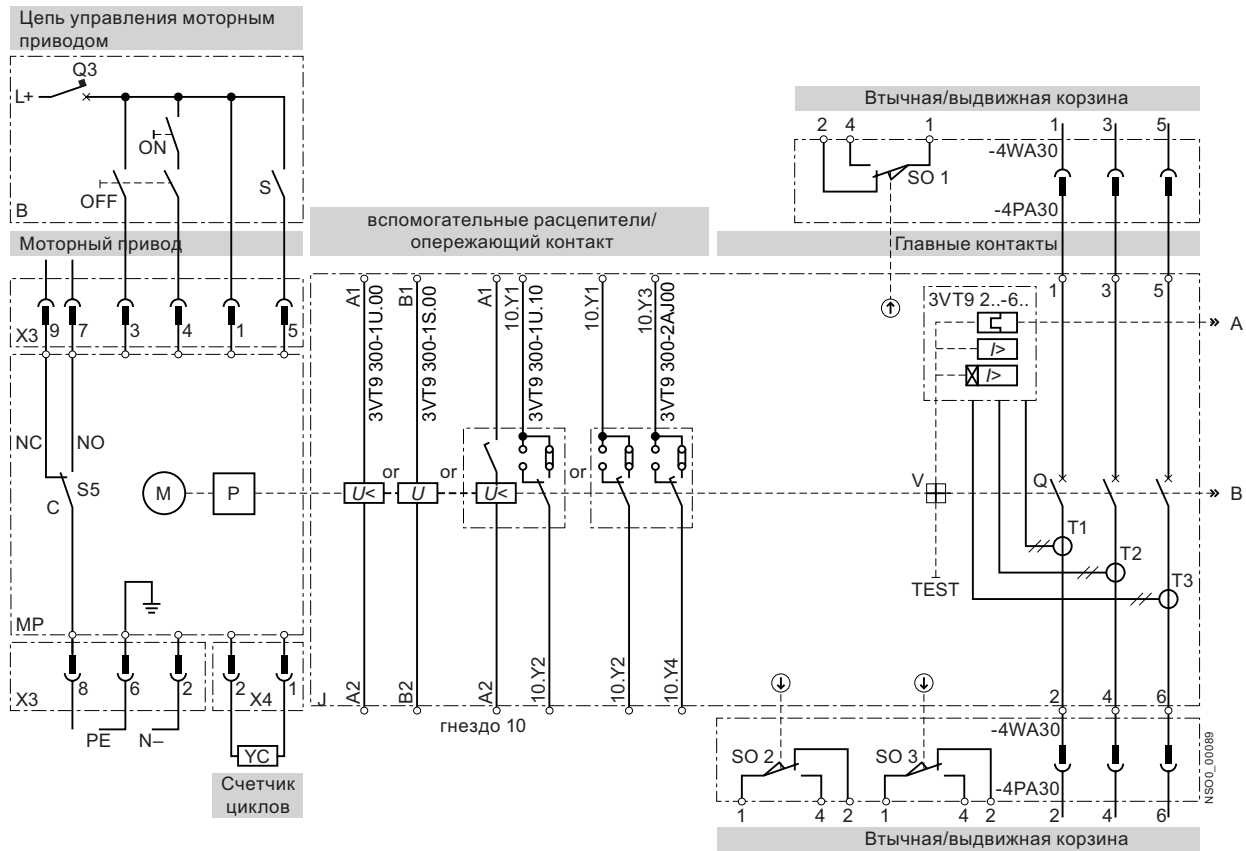 Цепь управления моторным
приводом
Q3
L+
ON
OFF
S
B
Втычная/выдвижная корзина
2 4 1 1 3 5
-4WA30
SO 1
-4PA30
вспомогательные расцепители/
опережающий контакт
Моторный привод
Главные контакты
X3 9 7 3 4 1 5
A1
3VT9 300-1U.00
B1
3VT9 300-1S.00
A1
10.Y1
3VT9 300-1U.10
10.Y1
10.Y3
3VT9 300-2AJ00
3VT9 2..-6..
1 3 5
I>
I>
A
NC NO
S5
C
M
P
U< or U or U< or
V
Q
B
T1
T2
T3
TEST
MP
X3 8 6 2 2 X4 1
J
A2
B2
A2
10.Y2
10.Y2
10.Y4
2 4 6
гнездо 10
PE N–
YC
Счетчик
циклов
-4WA30
SO 2
SO 3
-4PA30
1 4 2 1 4 2 2 4 6
NSO0_00089
Втычная/выдвижная корзина